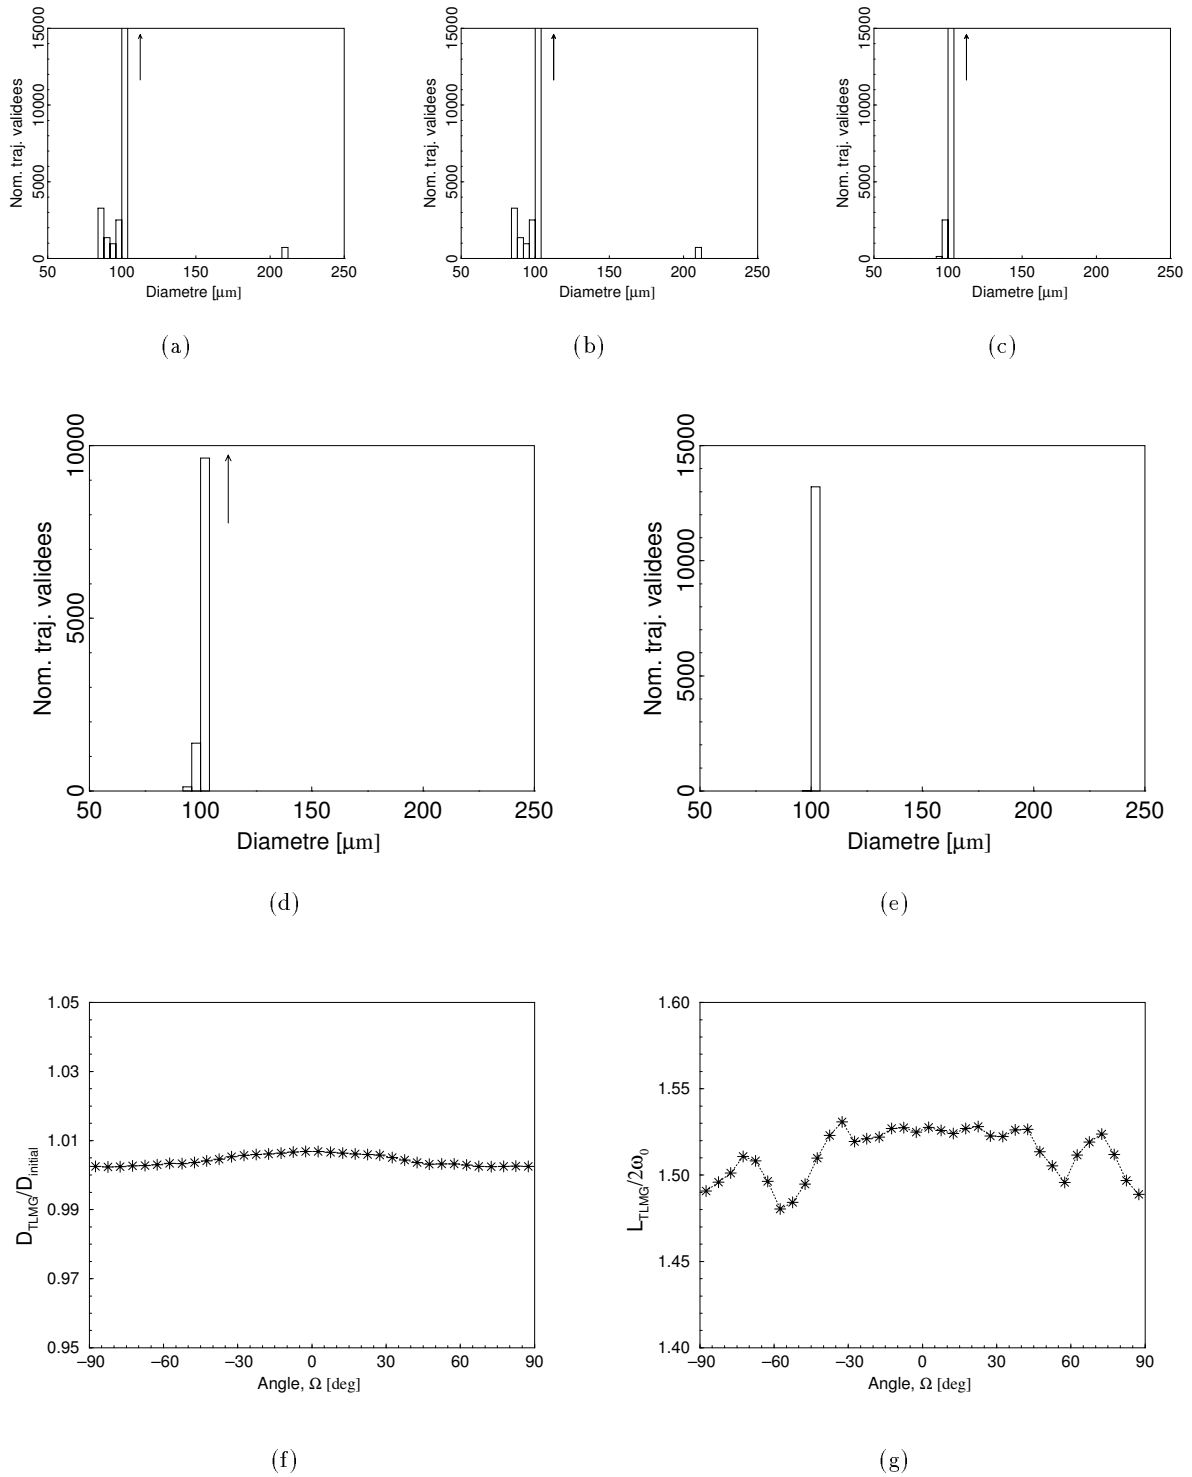 15000
10000
5000
0
Nom. traj. validees
50 100 150 200 250
Diametre [μm]
(a)
15000
10000
5000
0
Nom. traj. validees
50 100 150 200 250
Diametre [μm]
(b)
15000
10000
5000
0
Nom. traj. validees
50 100 150 200 250
Diametre [μm]
(c)
10000
5000
0
Nom. traj. validees
50 100 150 200 250
Diametre [μm]
(d)
15000
10000
5000
0
Nom. traj. validees
50 100 150 200 250
Diametre [μm]
(e)
1.05
1.03
1.01
0.99
0.97
0.95
D_TLMG/D_initial
−90 −60 −30 0 30 60 90
Angle, Ω [deg]
(f)
1.60
1.55
1.50
1.45
1.40
L_TLMG/2ω_0
−90 −60 −30 0 30 60 90
Angle, Ω [deg]
(g)